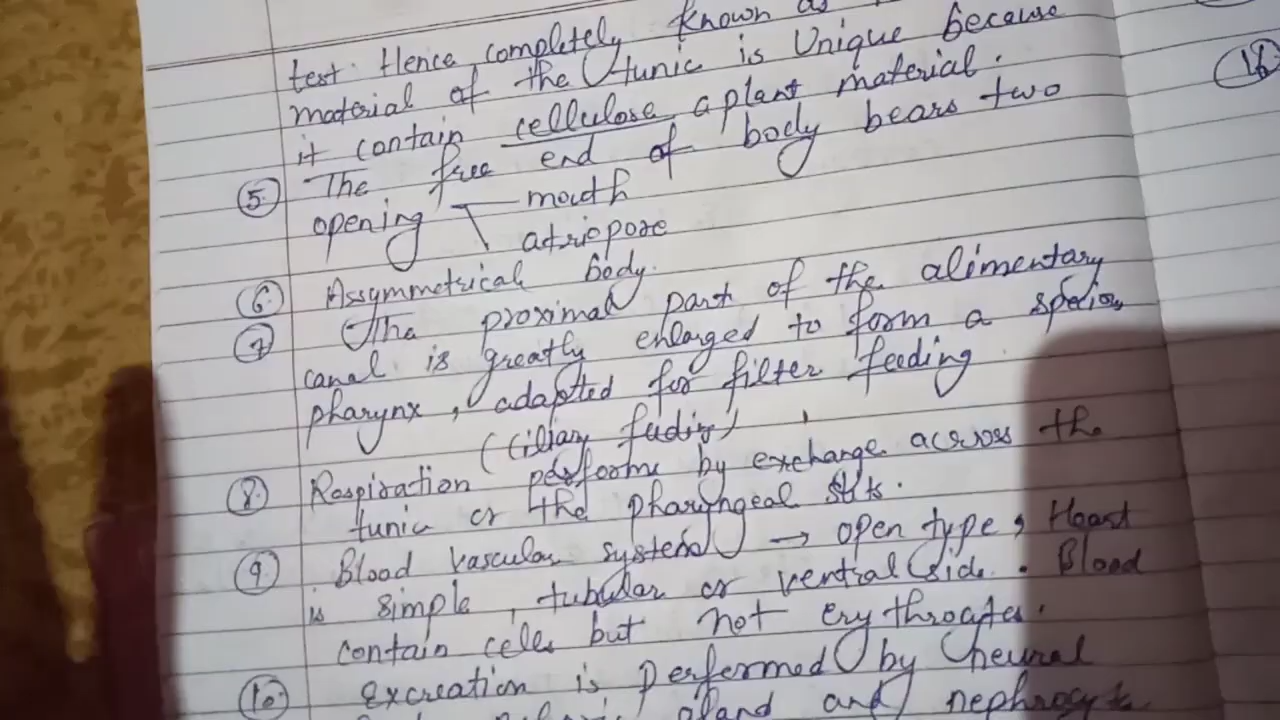 test. Hence completely known as
material of the tunic is Unique because
it contain cellulose, a plant material.
5. The free end of body bears two
opening mouth
atriopore
6. Assymmetrical body.
7. The proximal part of the alimentary
canal is greatly enlarged to form a
pharynx, adapted for filter feeding
(ciliary feeding)
8. Respiration performe by exchange across the
tunic or the pharyngeal slits.
9. Blood vascular system → open type, Heart
is simple, tubular or ventral side. Blood
contain cells but not erythrocytes.
10. excreation is performed by neural
gland and nephrocyte
16